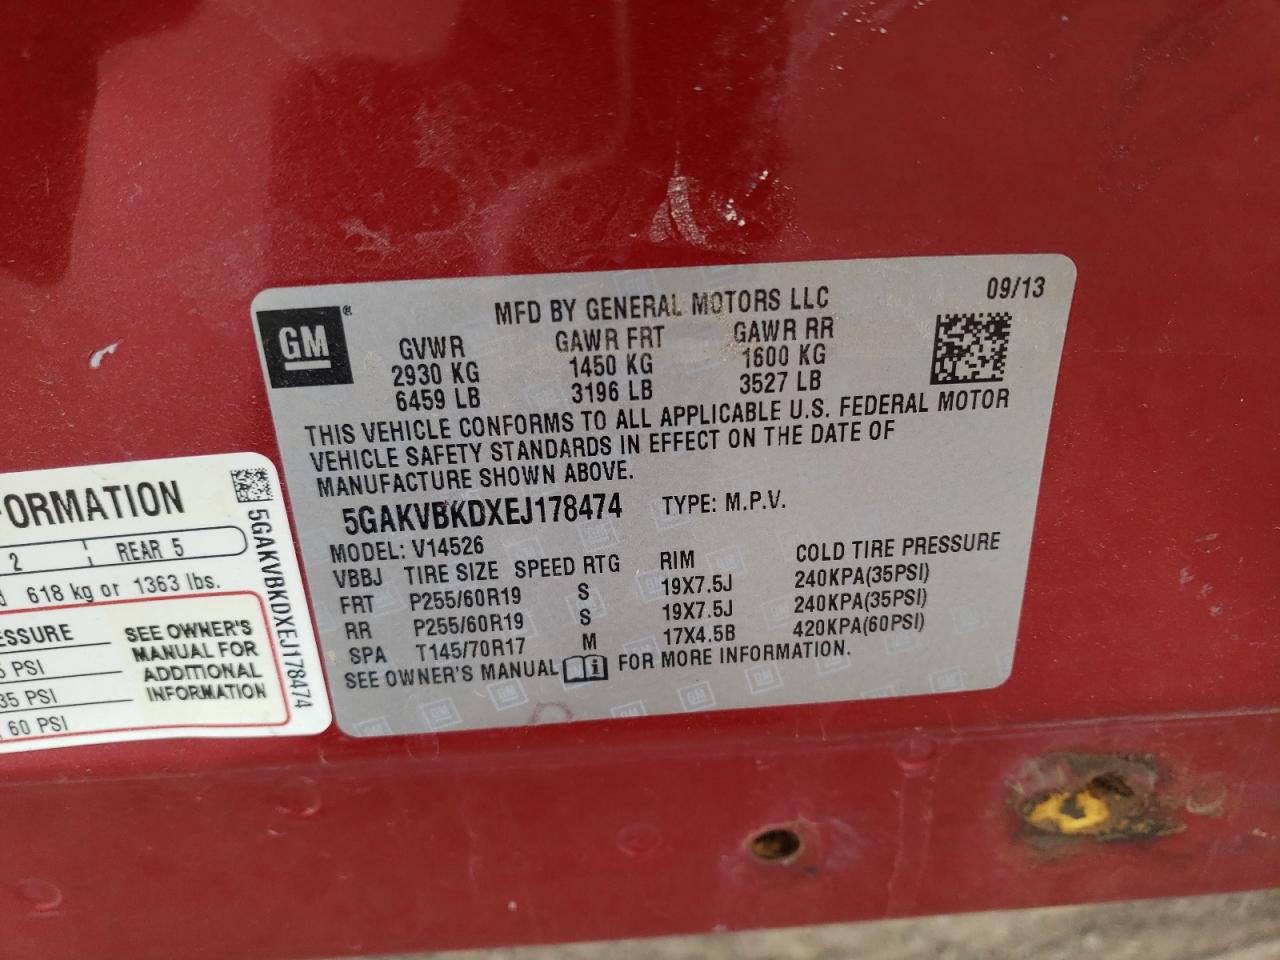 MFD BY GENERAL MOTORS LLC 09/13
GM ®
GVWR GAWR FRT GAWR RR
2930 KG 1450 KG 1600 KG
6459 LB 3196 LB 3527 LB
THIS VEHICLE CONFORMS TO ALL APPLICABLE U.S. FEDERAL MOTOR
VEHICLE SAFETY STANDARDS IN EFFECT ON THE DATE OF
MANUFACTURE SHOWN ABOVE.
5GAKVBKDXEJ178474 TYPE: M.P.V.
MODEL: V14526
VBBJ TIRE SIZE SPEED RTG RIM COLD TIRE PRESSURE
FRT P255/60R19 S 19X7.5J 240KPA(35PSI)
RR P255/60R19 S 19X7.5J 240KPA(35PSI)
SPA T145/70R17 M 17X4.5B 420KPA(60PSI)
SEE OWNER'S MANUAL i FOR MORE INFORMATION.
ORMATION
2 REAR 5
618 kg or 1363 lbs.
ESSURE
5 PSI
35 PSI
60 PSI
SEE OWNER'S
MANUAL FOR
ADDITIONAL
INFORMATION
5GAKVBKDXEJ178474